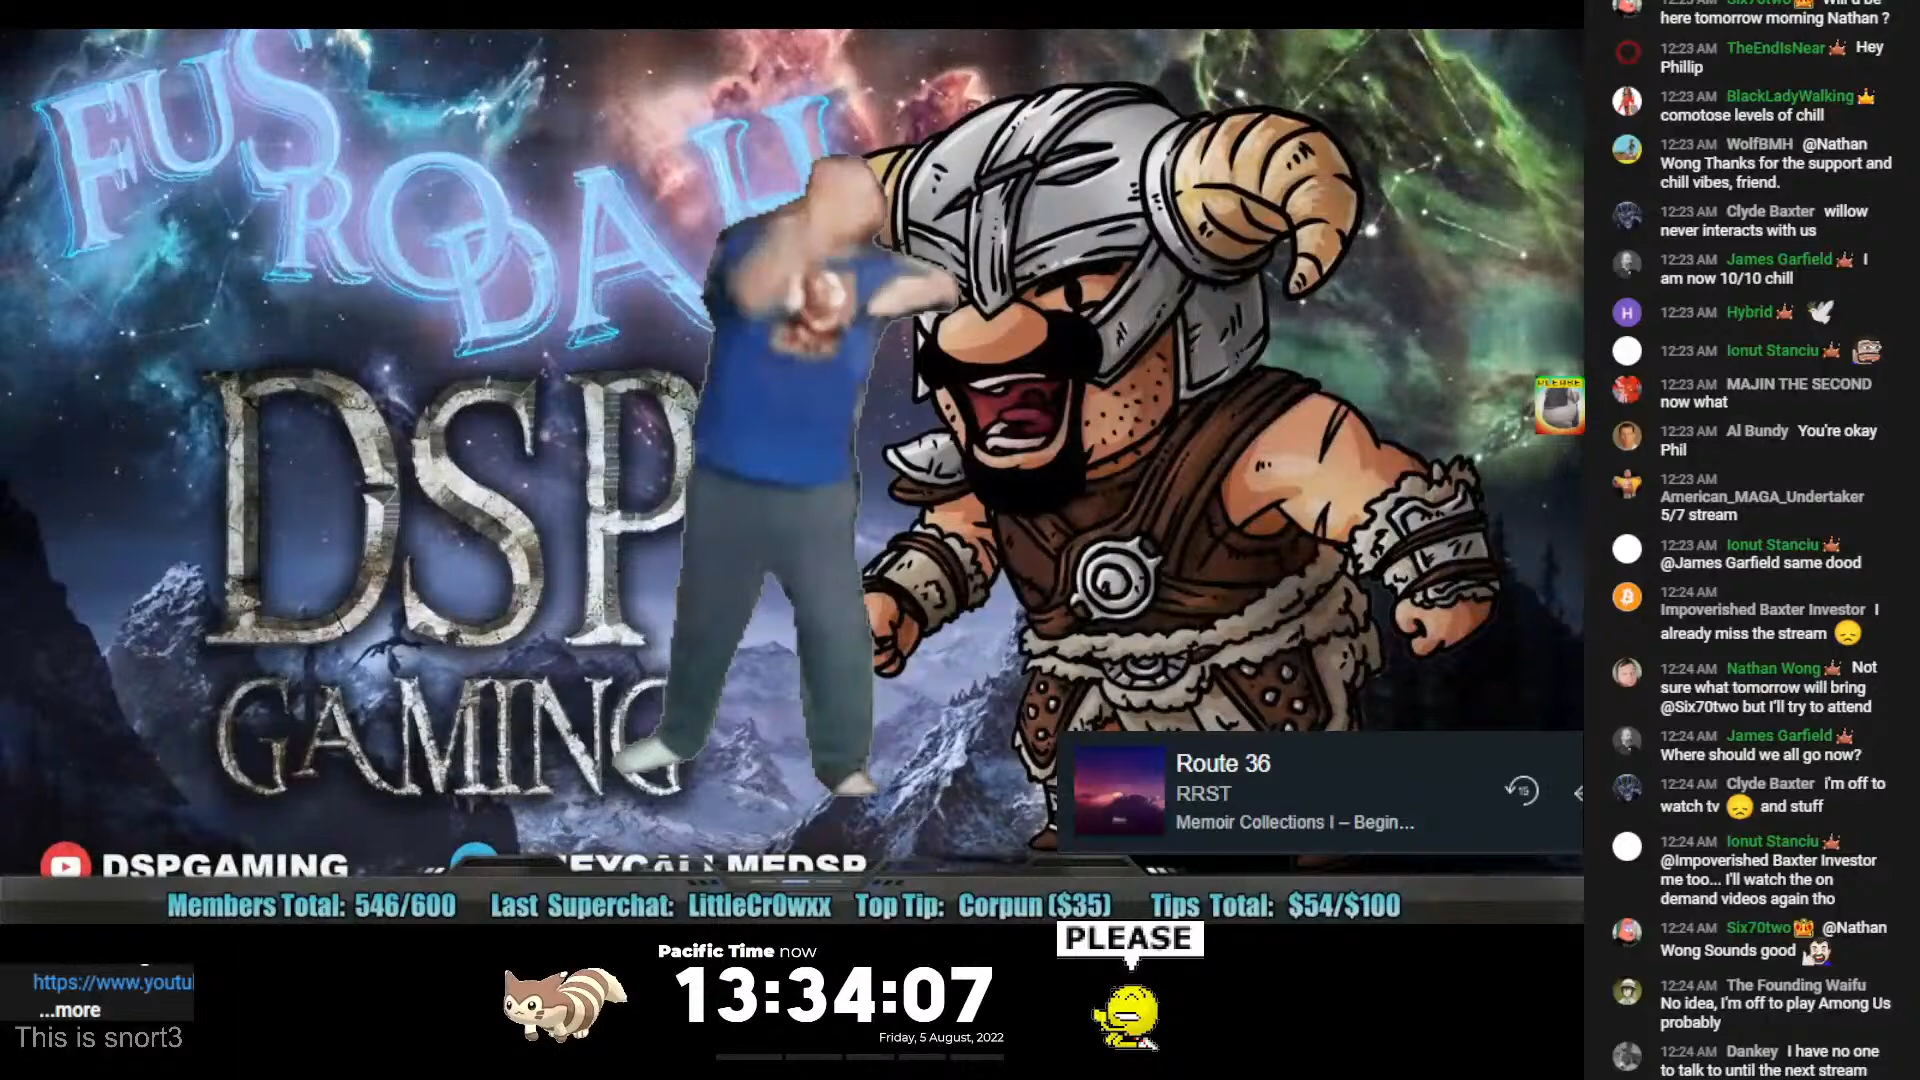 FUS
RO
DAH
DSP
GAMING
DSPGAMING
Route 36
RRST
Memoir Collections I – Begin...
15
PLEASE
Members Total: 546/600 Last Superchat: LittleCr0wxx Top Tip: Corpun ($35) Tips Total: $54/$100
PLEASE
Pacific Time now
13:34:07
Friday, 5 August, 2022
https://www.youtu
...more
This is snort3
here tomorrow morning Nathan ?
12:23 AM TheEndIsNear Hey
Phillip
12:23 AM BlackLadyWalking
comotose levels of chill
12:23 AM WolfBMH @Nathan
Wong Thanks for the support and
chill vibes, friend.
12:23 AM Clyde Baxter willow
never interacts with us
12:23 AM James Garfield I
am now 10/10 chill
H
12:23 AM Hybrid
12:23 AM Ionut Stanciu
12:23 AM MAJIN THE SECOND
now what
12:23 AM Al Bundy You're okay
Phil
12:23 AM
American_MAGA_Undertaker
5/7 stream
12:23 AM Ionut Stanciu
@James Garfield same dood
12:24 AM
Impoverished Baxter Investor I
already miss the stream
12:24 AM Nathan Wong Not
sure what tomorrow will bring
@Six70two but I'll try to attend
12:24 AM James Garfield
Where should we all go now?
12:24 AM Clyde Baxter i'm off to
watch tv and stuff
12:24 AM Ionut Stanciu
@Impoverished Baxter Investor
me too... I'll watch the on
demand videos again tho
12:24 AM Six70two @Nathan
Wong Sounds good
12:24 AM The Founding Waifu
No idea, I'm off to play Among Us
probably
12:24 AM Dankey I have no one
to talk to until the next stream